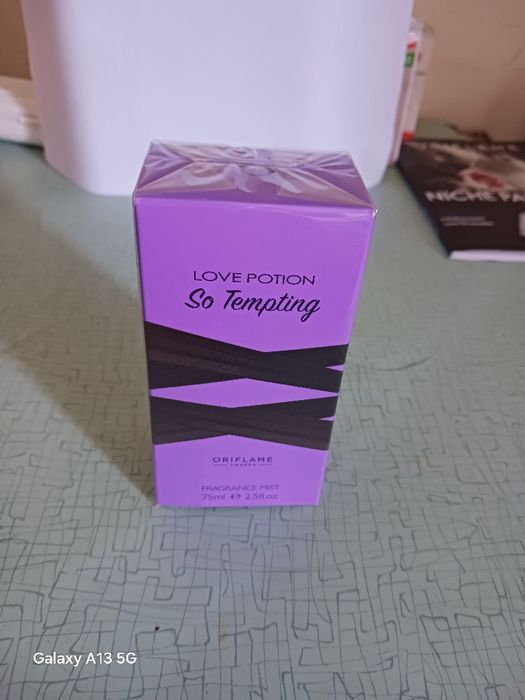 LOVE POTION
So Tempting
ORIFLAME
SWEDEN
FRAGRANCE MIST
75ml ℮ 2.5fl.oz.
NICHE
Galaxy A13 5G